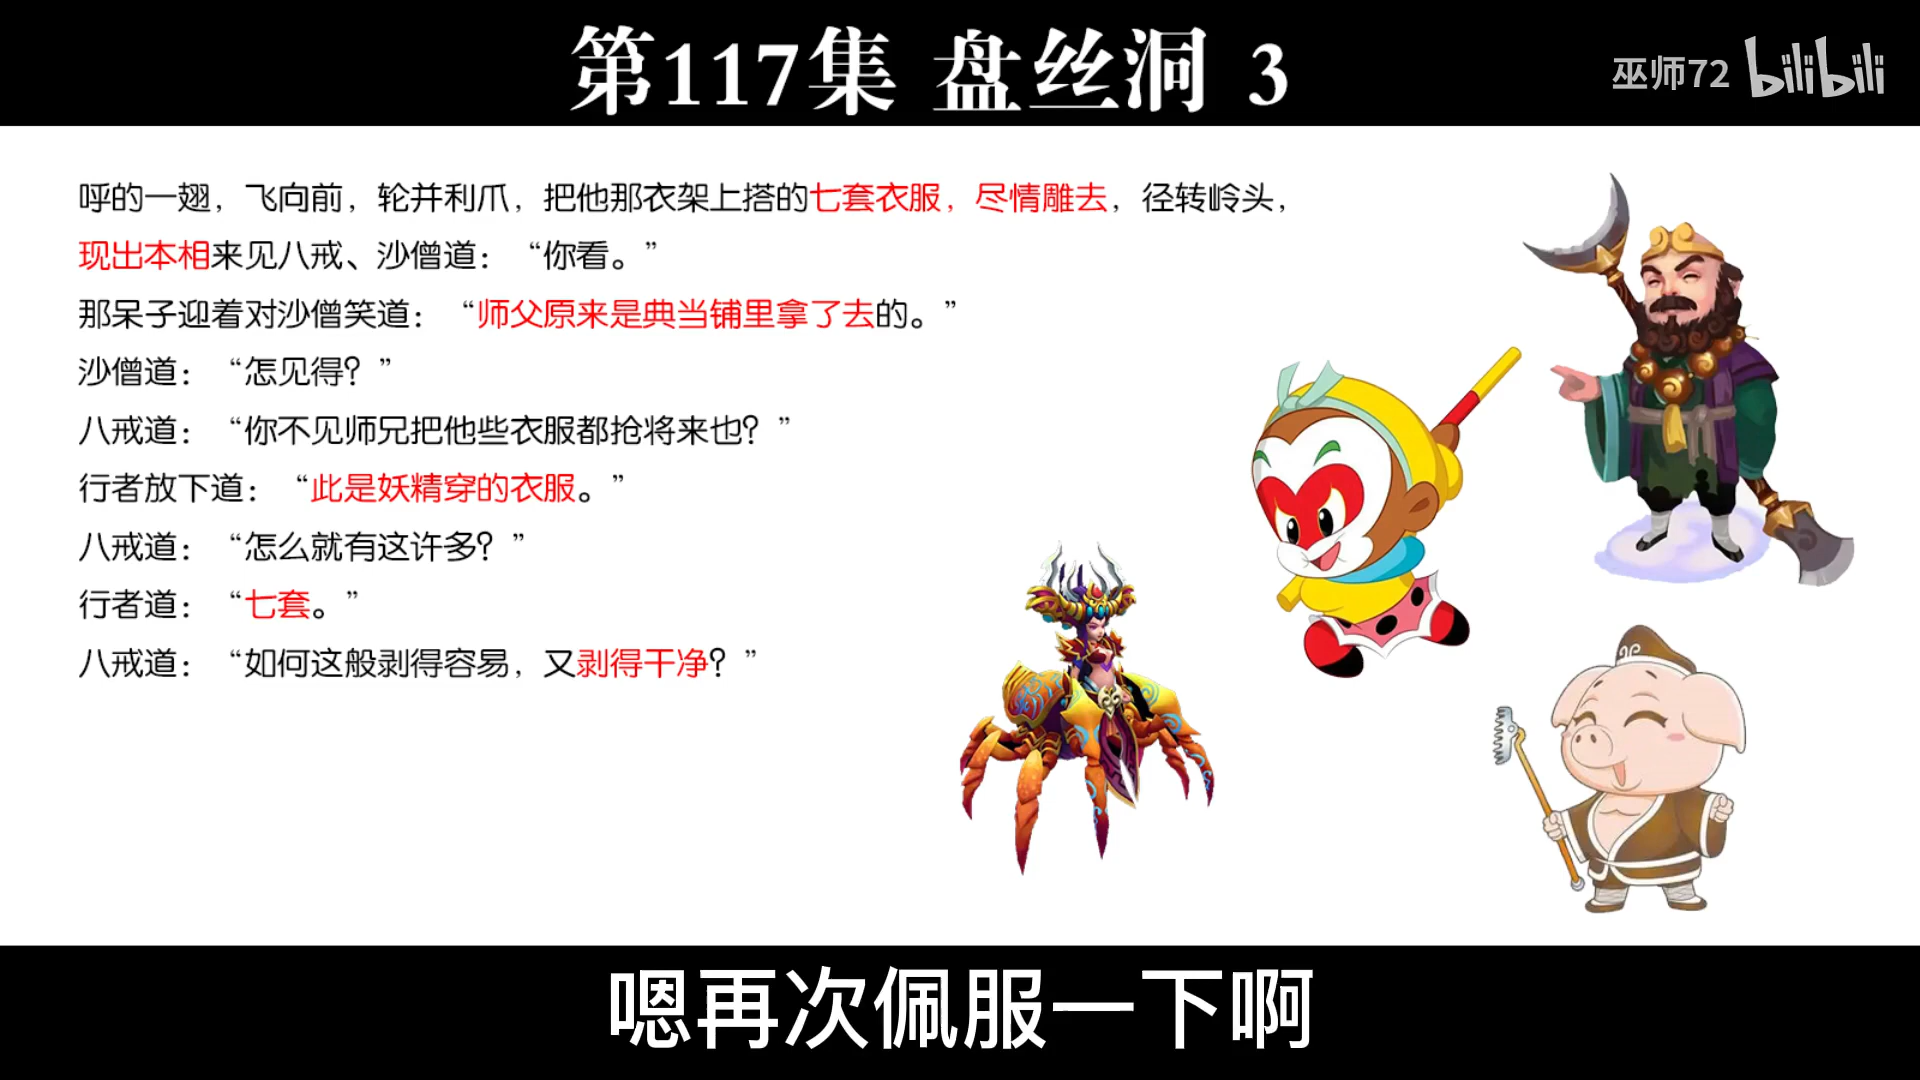 第117集 盘丝洞 3
巫师72 bilibili
呼的一翅，飞向前，轮并利爪，把他那衣架上搭的七套衣服，尽情雕去，径转岭头，
现出本相来见八戒、沙僧道：“你看。”
那呆子迎着对沙僧笑道：“师父原来是典当铺里拿了去的。”
沙僧道：“怎见得？”
八戒道：“你不见师兄把他些衣服都抢将来也？”
行者放下道：“此是妖精穿的衣服。”
八戒道：“怎么就有这许多？”
行者道：“七套。”
八戒道：“如何这般剥得容易，又剥得干净？”
嗯再次佩服一下啊